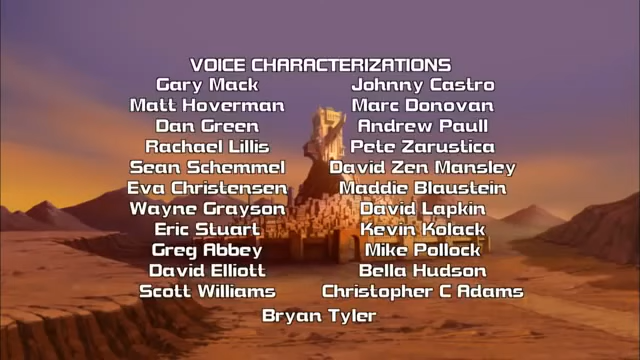 VOICE CHARACTERIZATIONS
Gary Mack Johnny Castro
Matt Hoverman Marc Donovan
Dan Green Andrew Paull
Rachael Lillis Pete Zarustica
Sean Schemmel David Zen Mansley
Eva Christensen Maddie Blaustein
Wayne Grayson David Lapkin
Eric Stuart Kevin Kolack
Greg Abbey Mike Pollock
David Elliott Bella Hudson
Scott Williams Christopher C Adams
Bryan Tyler